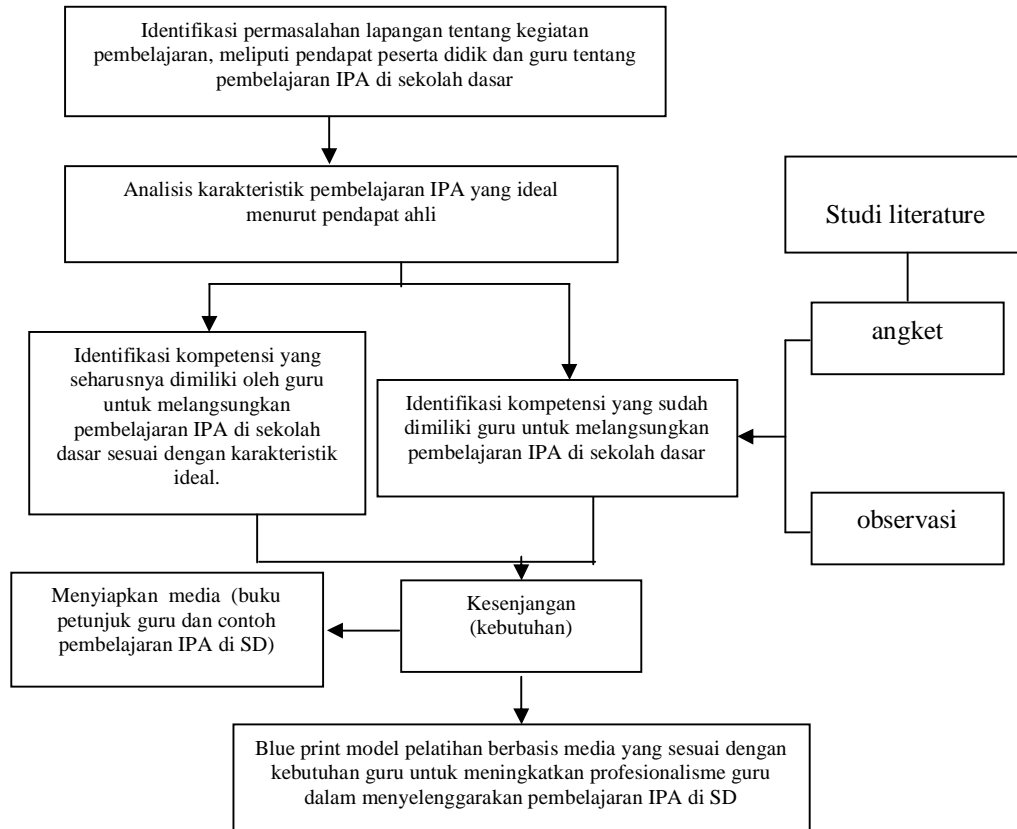 Identifikasi permasalahan lapangan tentang kegiatan
pembelajaran, meliputi pendapat peserta didik dan guru tentang
pembelajaran IPA di sekolah dasar
Analisis karakteristik pembelajaran IPA yang ideal
menurut pendapat ahli
Studi literature
angket
Identifikasi kompetensi yang
seharusnya dimiliki oleh guru
untuk melangsungkan
pembelajaran IPA di sekolah
dasar sesuai dengan karakteristik
ideal.
Identifikasi kompetensi yang sudah
dimiliki guru untuk melangsungkan
pembelajaran IPA di sekolah dasar
observasi
Menyiapkan media (buku
petunjuk guru dan contoh
pembelajaran IPA di SD)
Kesenjangan
(kebutuhan)
Blue print model pelatihan berbasis media yang sesuai dengan
kebutuhan guru untuk meningkatkan profesionalisme guru
dalam menyelenggarakan pembelajaran IPA di SD